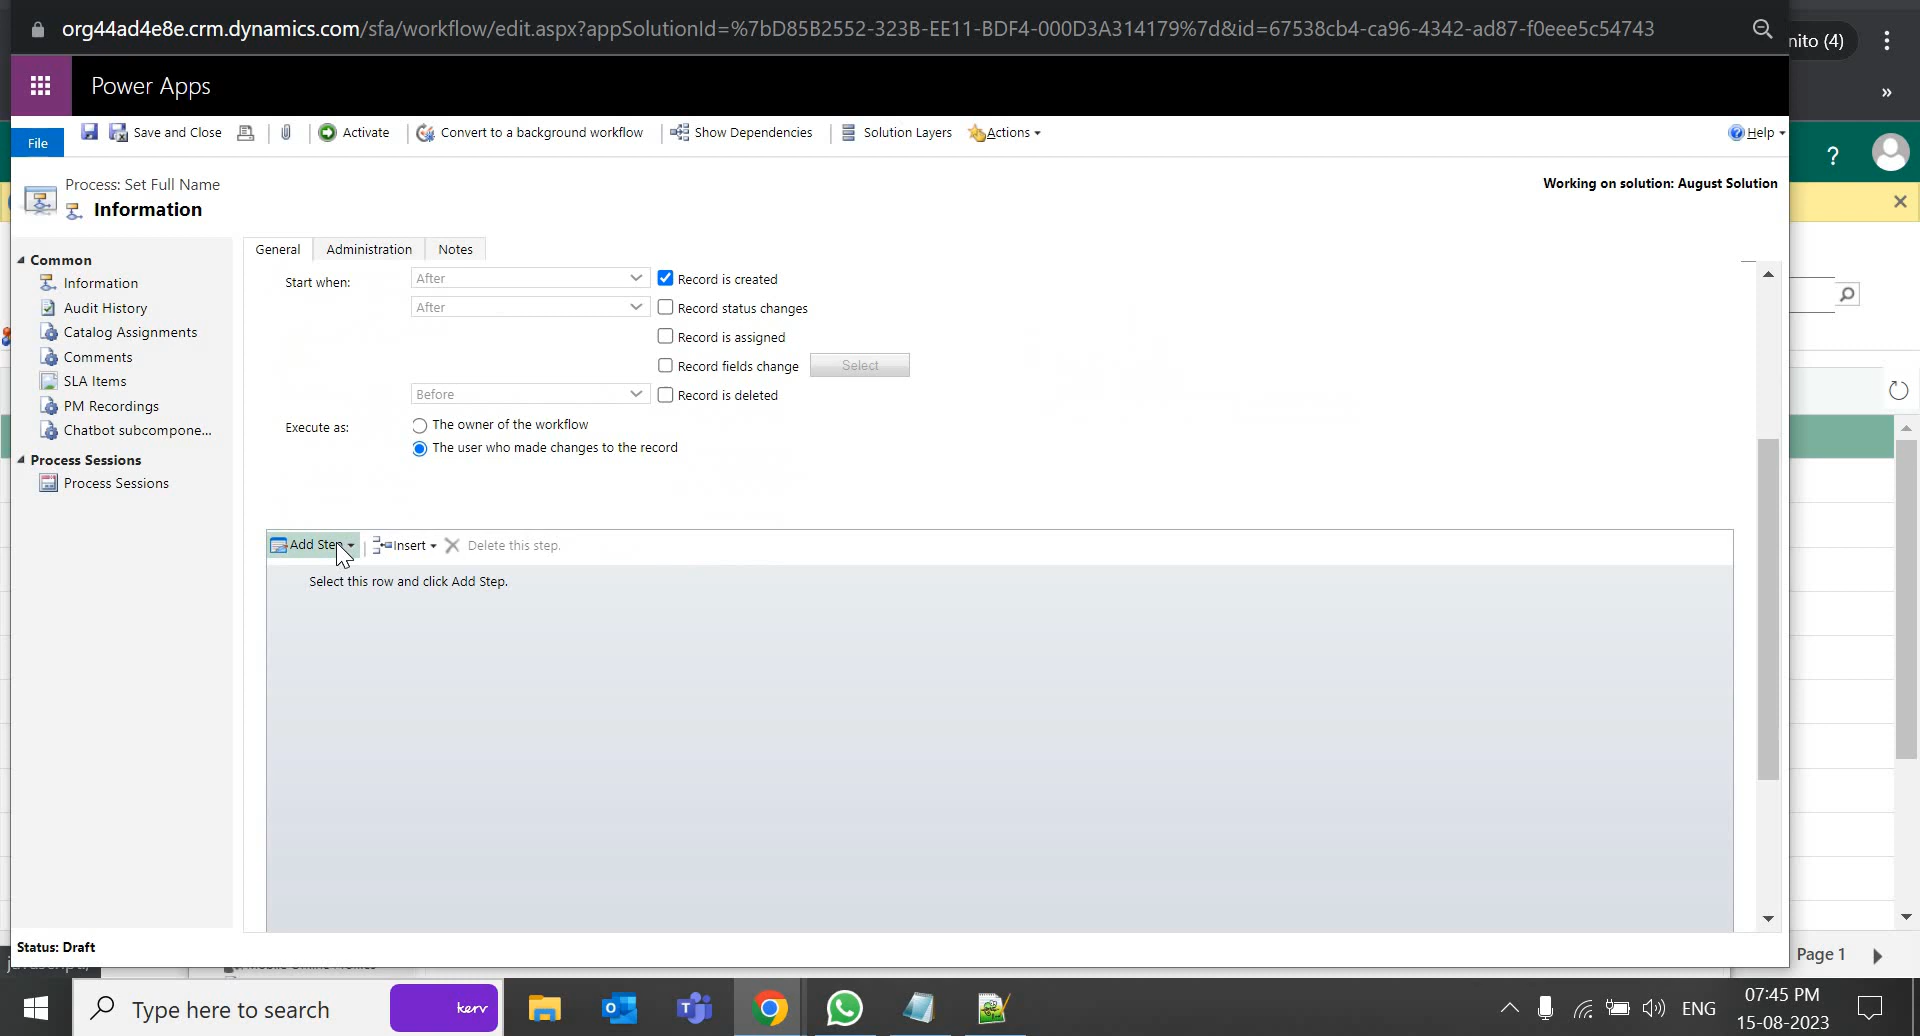 org44ad4e8e.crm.dynamics.com/sfa/workflow/edit.aspx?appSolutionId=%7bD85B2552-323B-EE11-BDF4-000D3A314179%7d&id=67538cb4-ca96-4342-ad87-f0eee5c54743
nito (4)
»
Power Apps
File
Save and Close
Activate
Convert to a background workflow
Show Dependencies
Solution Layers
Actions
Help
?
Process: Set Full Name
Information
Working on solution: August Solution
Common
Information
Audit History
Catalog Assignments
Comments
SLA Items
PM Recordings
Chatbot subcompone...
Process Sessions
Process Sessions
General
Administration
Notes
Start when:
After
Record is created
After
Record status changes
Record is assigned
Record fields change
Select
Before
Record is deleted
Execute as:
The owner of the workflow
The user who made changes to the record
Add Step
Insert
Delete this step.
Select this row and click Add Step.
Status: Draft
Page 1
Type here to search
kerv
ENG
07:45 PM
15-08-2023